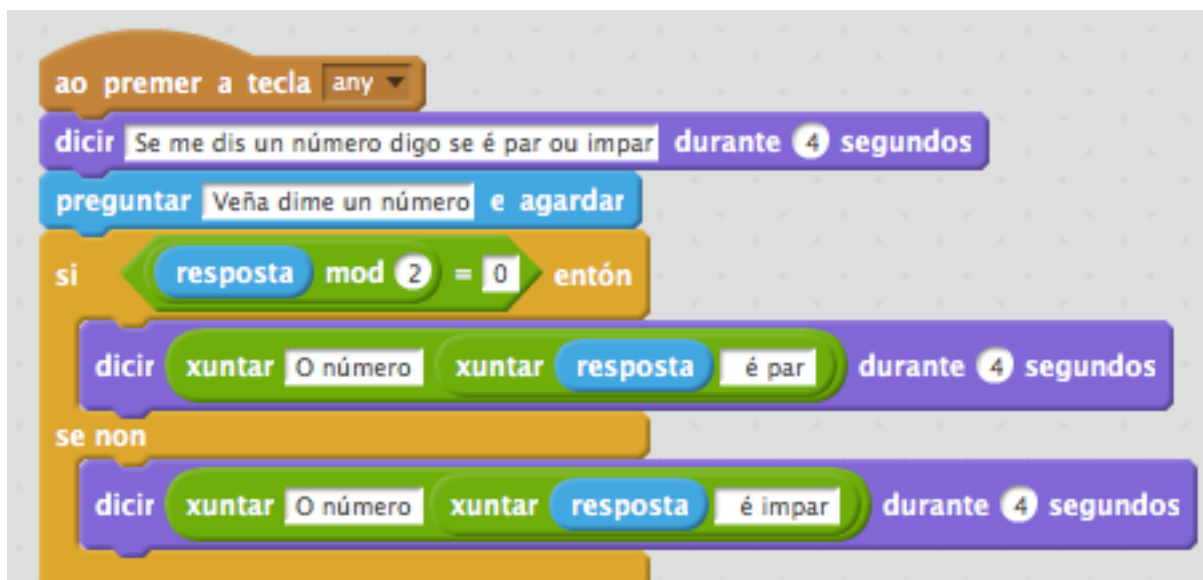 ao premer a tecla any
dicir Se me dis un número digo se é par ou impar durante 4 segundos
preguntar Veña dime un número e agardar
si resposta mod 2 = 0 entón
dicir xuntar O número xuntar resposta é par durante 4 segundos
se non
dicir xuntar O número xuntar resposta é impar durante 4 segundos